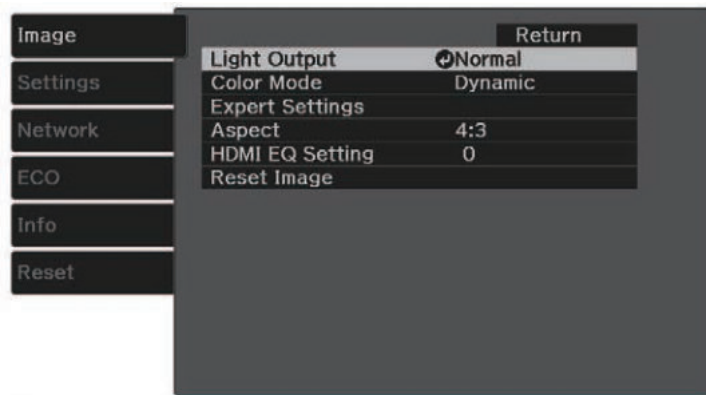 Image
Settings
Network
ECO
Info
Reset
Return
Light Output Normal
Color Mode Dynamic
Expert Settings
Aspect 4:3
HDMI EQ Setting 0
Reset Image